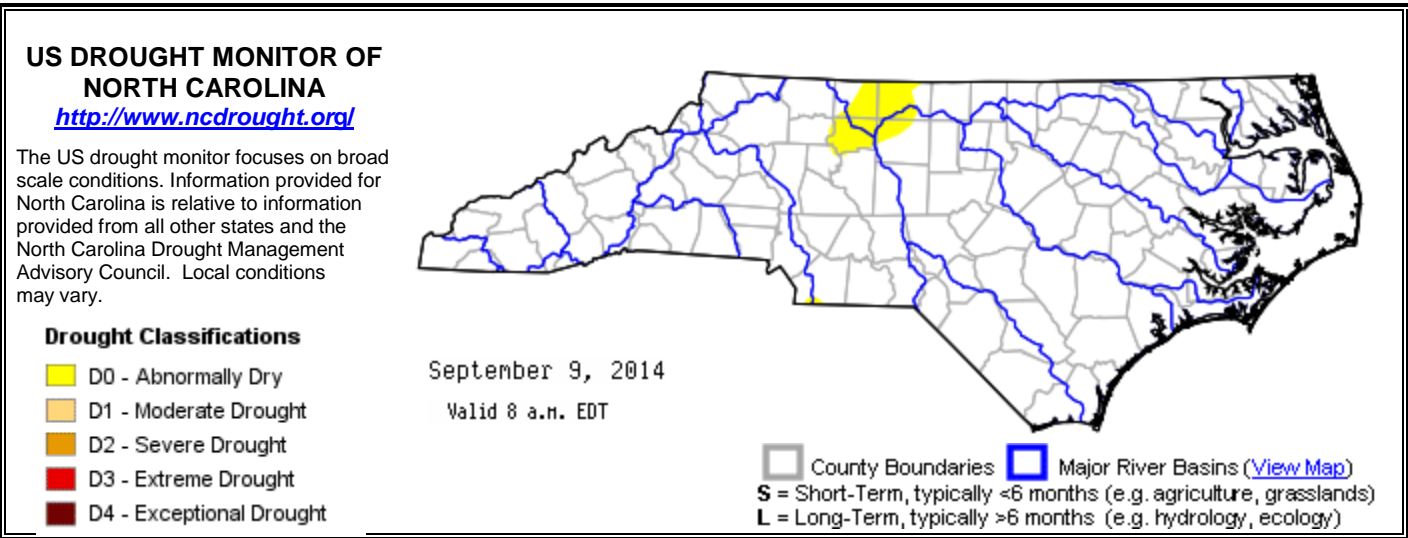 US DROUGHT MONITOR OF
NORTH CAROLINA
http://www.ncdrought.org/
The US drought monitor focuses on broad
scale conditions. Information provided for
North Carolina is relative to information
provided from all other states and the
North Carolina Drought Management
Advisory Council.  Local conditions
may vary.
Drought Classifications
D0 - Abnormally Dry
D1 - Moderate Drought
D2 - Severe Drought
D3 - Extreme Drought
D4 - Exceptional Drought
September 9, 2014
Valid 8 a.m. EDT
County Boundaries Major River Basins (View Map)
S = Short-Term, typically <6 months (e.g. agriculture, grasslands)
L = Long-Term, typically >6 months (e.g. hydrology, ecology)